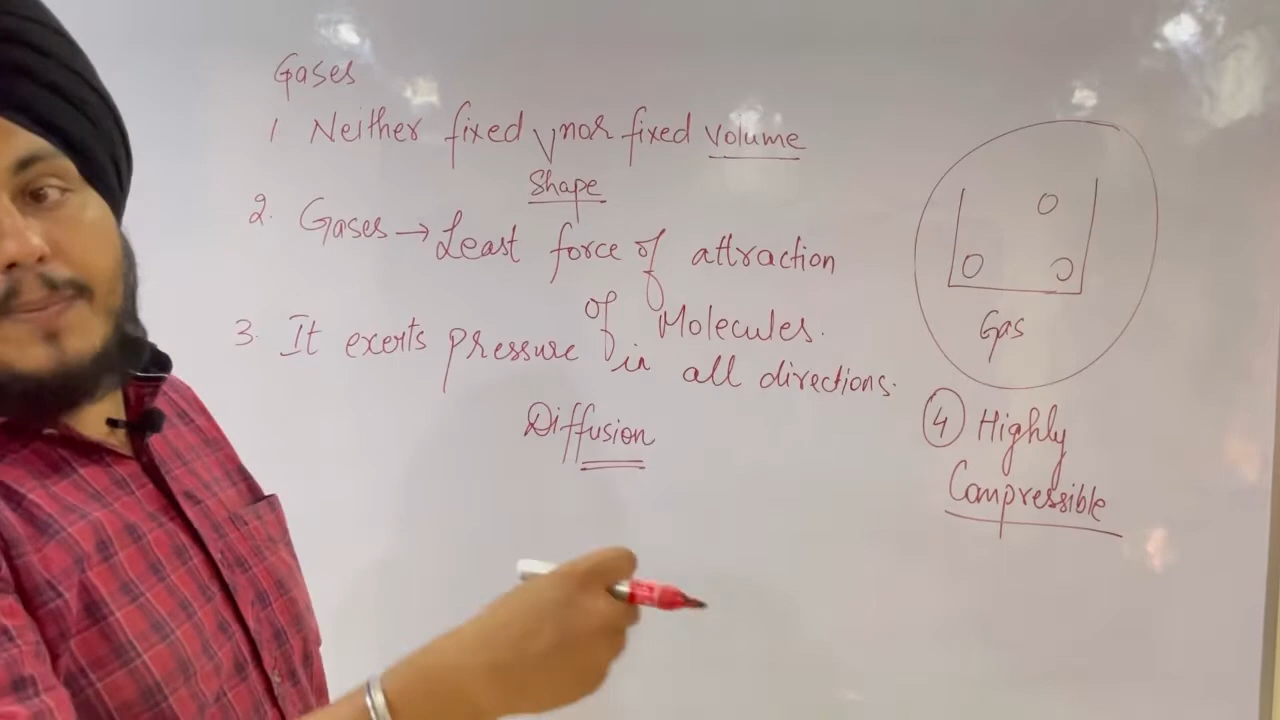 Gases
1 Neither fixed nor fixed volume
Shape
2. Gases → Least force of attraction
of Molecules.
3. It exerts pressure in all directions.
Diffusion
Gas
4 Highly
Compressible